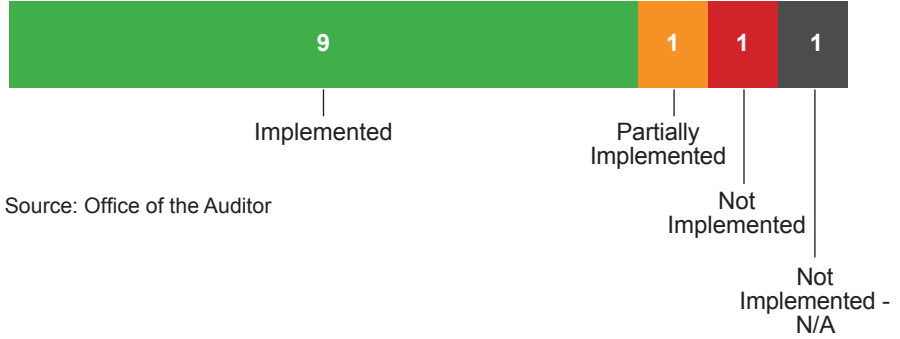 9
1
1
1
Implemented
Partially
Implemented
Not
Implemented
Not
Implemented -
N/A
Source: Office of the Auditor